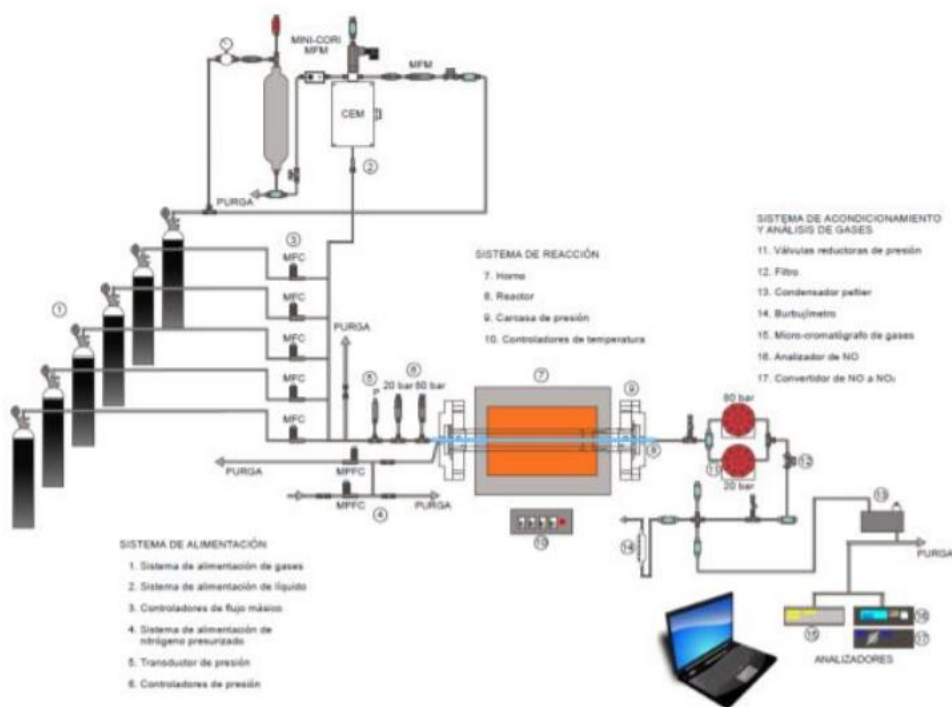 MINI-CORI
MFM
MFM
CEM
2
PURGA
1
3
MFC
MFC
MFC
MFC
MFC
PURGA
5
P
6
20 bar
60 bar
PURGA
MPFC
MPFC
4
PURGA
SISTEMA DE REACCIÓN
7. Horno
8. Reactor
9. Carcasa de presión
10. Controladores de temperatura
7
9
8
10
SISTEMA DE ACONDICIONAMIENTO
Y ANÁLISIS DE GASES
11. Válvulas reductoras de presión
12. Filtro
13. Condensador peltier
14. Burbujímetro
15. Micro-cromatógrafo de gases
16. Analizador de NO
17. Convertidor de NO a NO₂
60 bar
11
20 bar
12
13
14
PURGA
15
16
17
ANALIZADORES
SISTEMA DE ALIMENTACIÓN
1. Sistema de alimentación de gases
2. Sistema de alimentación de líquido
3. Controladores de flujo másico
4. Sistema de alimentación de
nitrógeno presurizado
5. Transductor de presión
6. Controladores de presión